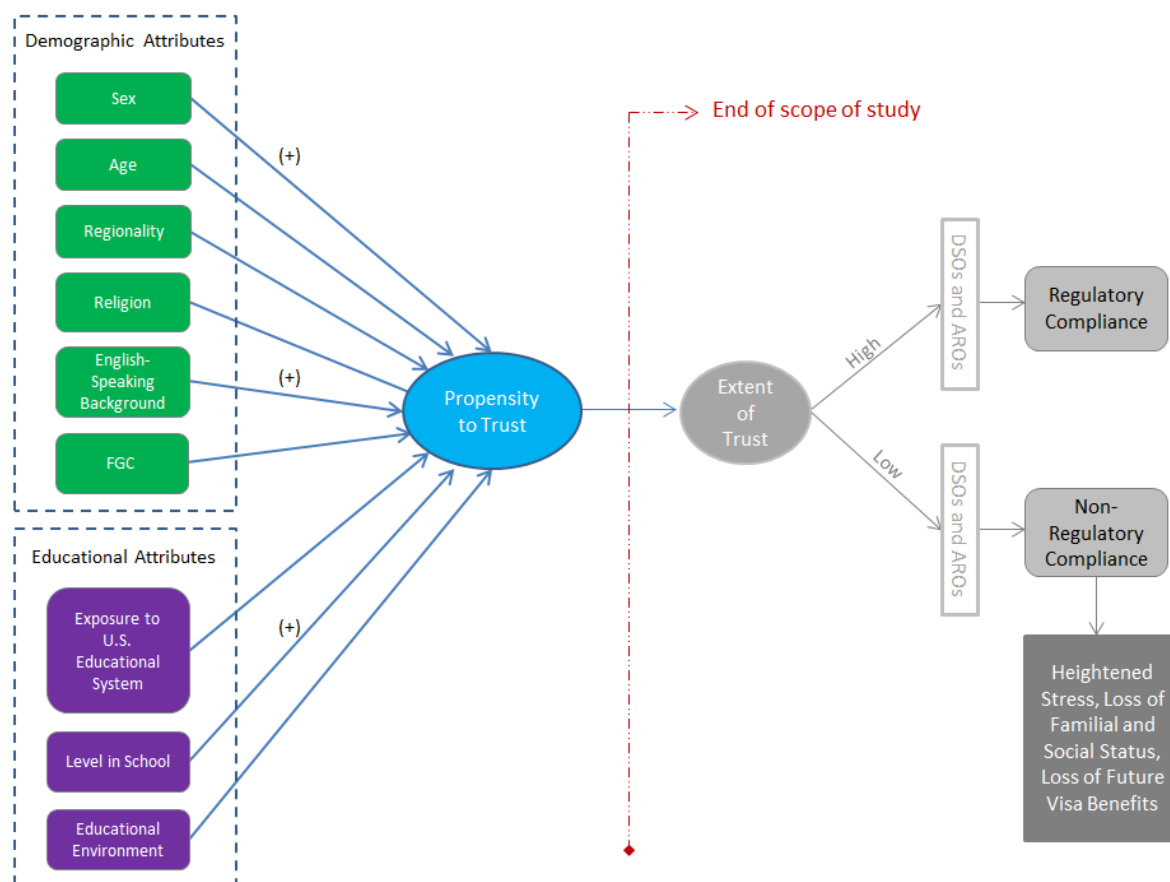 Demographic Attributes
Sex
Age
Regionality
Religion
English-
Speaking
Background
FGC
Educational Attributes
Exposure to
U.S.
Educational
System
Level in School
Educational
Environment
(+)
(+)
(+)
Propensity
to Trust
End of scope of study
Extent
of
Trust
High
Low
DSOs and AROs
Regulatory
Compliance
DSOs and AROs
Non-
Regulatory
Compliance
Heightened
Stress, Loss of
Familial and
Social Status,
Loss of Future
Visa Benefits